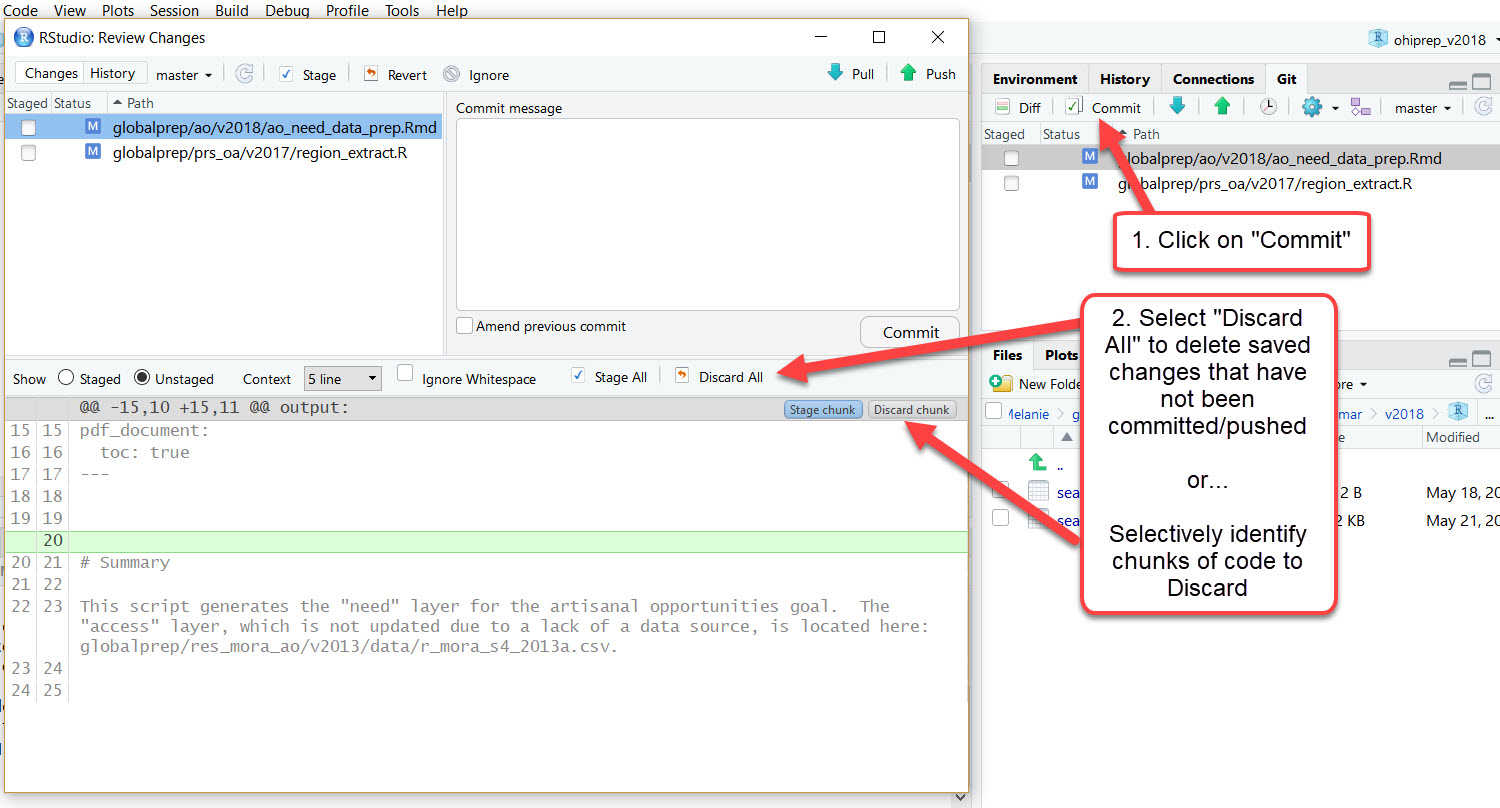 Code View Plots Session Build Debug Profile Tools Help
RStudio: Review Changes
ohiprep_v2018
Changes History master Stage Revert Ignore Pull Push
Staged Status Path
globalprep/ao/v2018/ao_need_data_prep.Rmd
M
globalprep/prs_oa/v2017/region_extract.R
M
Commit message
Amend previous commit
Commit
Show Staged Unstaged Context 5 line Ignore Whitespace Stage All Discard All
@@ -15,10 +15,11 @@ output:
Stage chunk Discard chunk
15 15 pdf_document:
16 16 toc: true
17 17 ---
18 18
19 19
20
20 21 # Summary
21 22
22 23 This script generates the "need" layer for the artisanal opportunities goal. The
"access" layer, which is not updated due to a lack of a data source, is located here:
globalprep/res_mora_ao/v2013/data/r_mora_s4_2013a.csv.
23 24
24 25
Environment History Connections Git
Diff Commit master
Staged Status Path
M globalprep/ao/v2018/ao_need_data_prep.Rmd
M globalprep/prs_oa/v2017/region_extract.R
1. Click on "Commit"
2. Select "Discard
All" to delete saved
changes that have
not been
committed/pushed
or...
Selectively identify
chunks of code to
Discard
Files Plots
New Folde
Melanie
v2018
...
Modified
..
sea 2 B May 18, 20
sea 2 KB May 21, 20